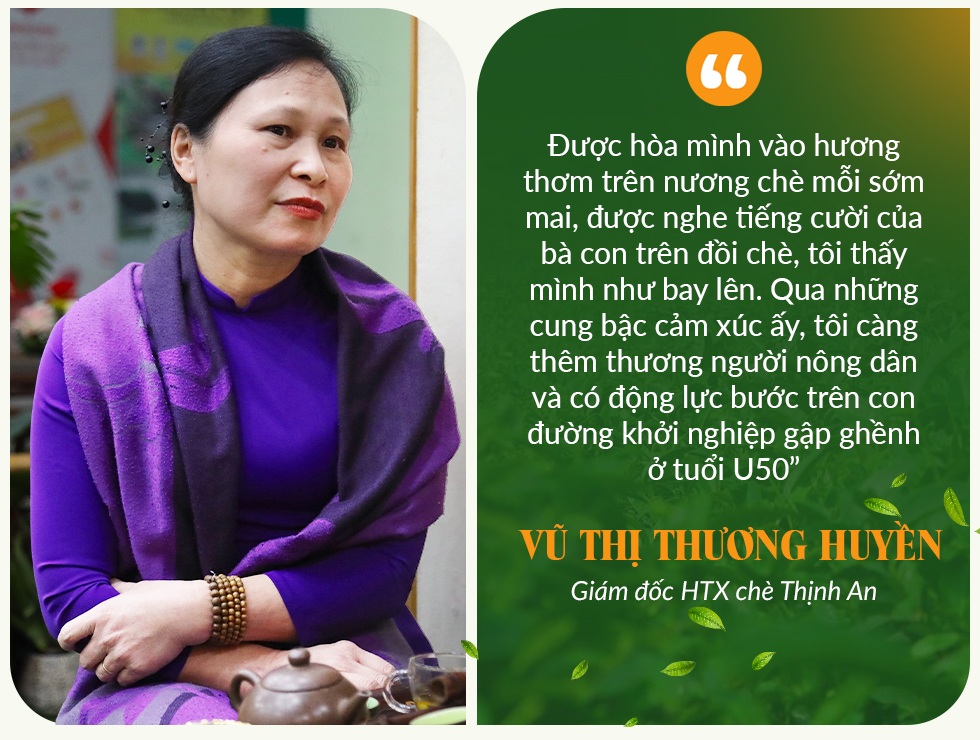 “
Được hòa mình vào hương
thơm trên nương chè mỗi sớm
mai, được nghe tiếng cười của
bà con trên đồi chè, tôi thấy
mình như bay lên. Qua những
cung bậc cảm xúc ấy, tôi càng
thêm thương người nông dân
và có động lực bước trên con
đường khởi nghiệp gập ghềnh
ở tuổi U50”
VŨ THỊ THƯƠNG HUYỀN
Giám đốc HTX chè Thịnh An